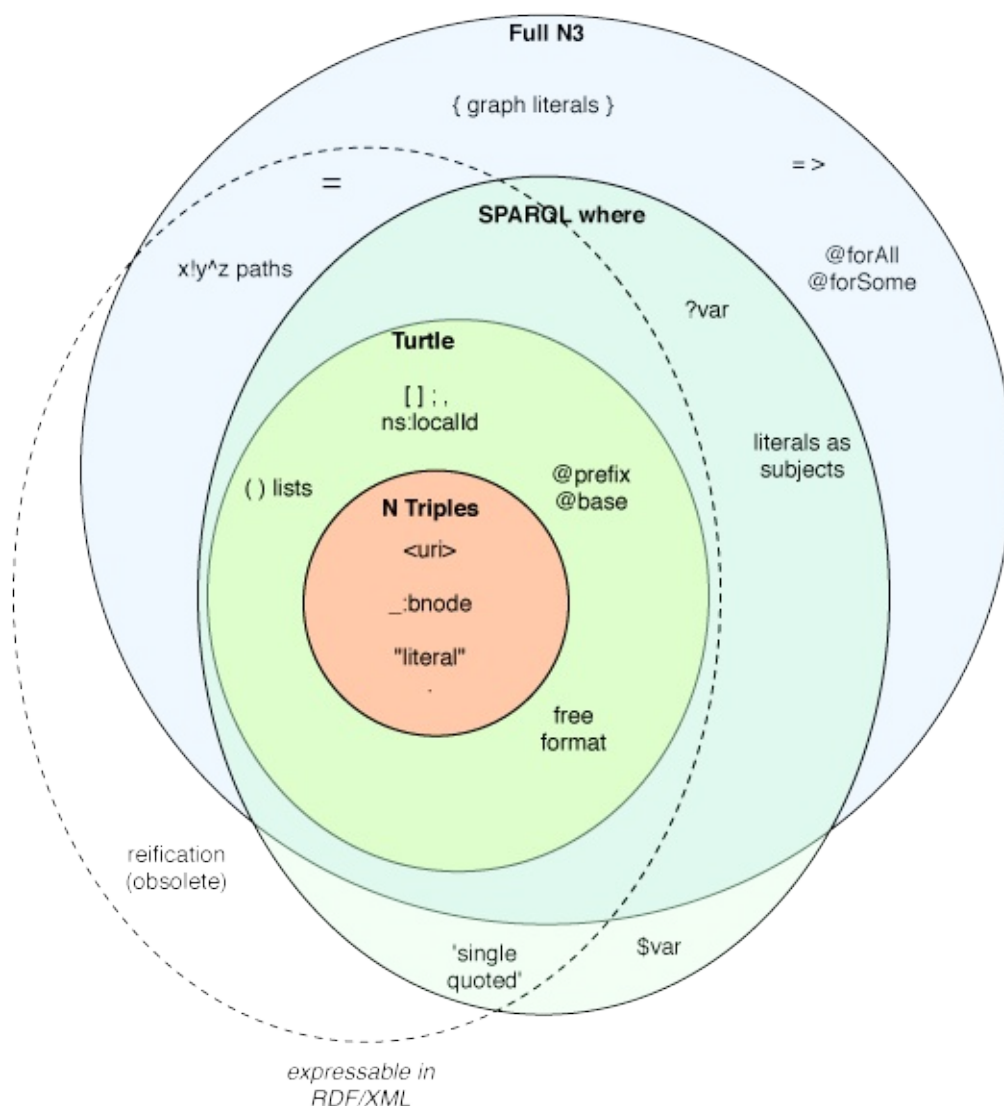 Full N3
{ graph literals }
= >
=
SPARQL where
x!y^z paths
@forAll
@forSome
?var
Turtle
[ ] ; ,
ns:localId
literals as
subjects
( ) lists
@prefix
@base
N Triples
<uri>
_:bnode
"literal"
.
free
format
reification
(obsolete)
'single
quoted'
$var
expressable in
RDF/XML